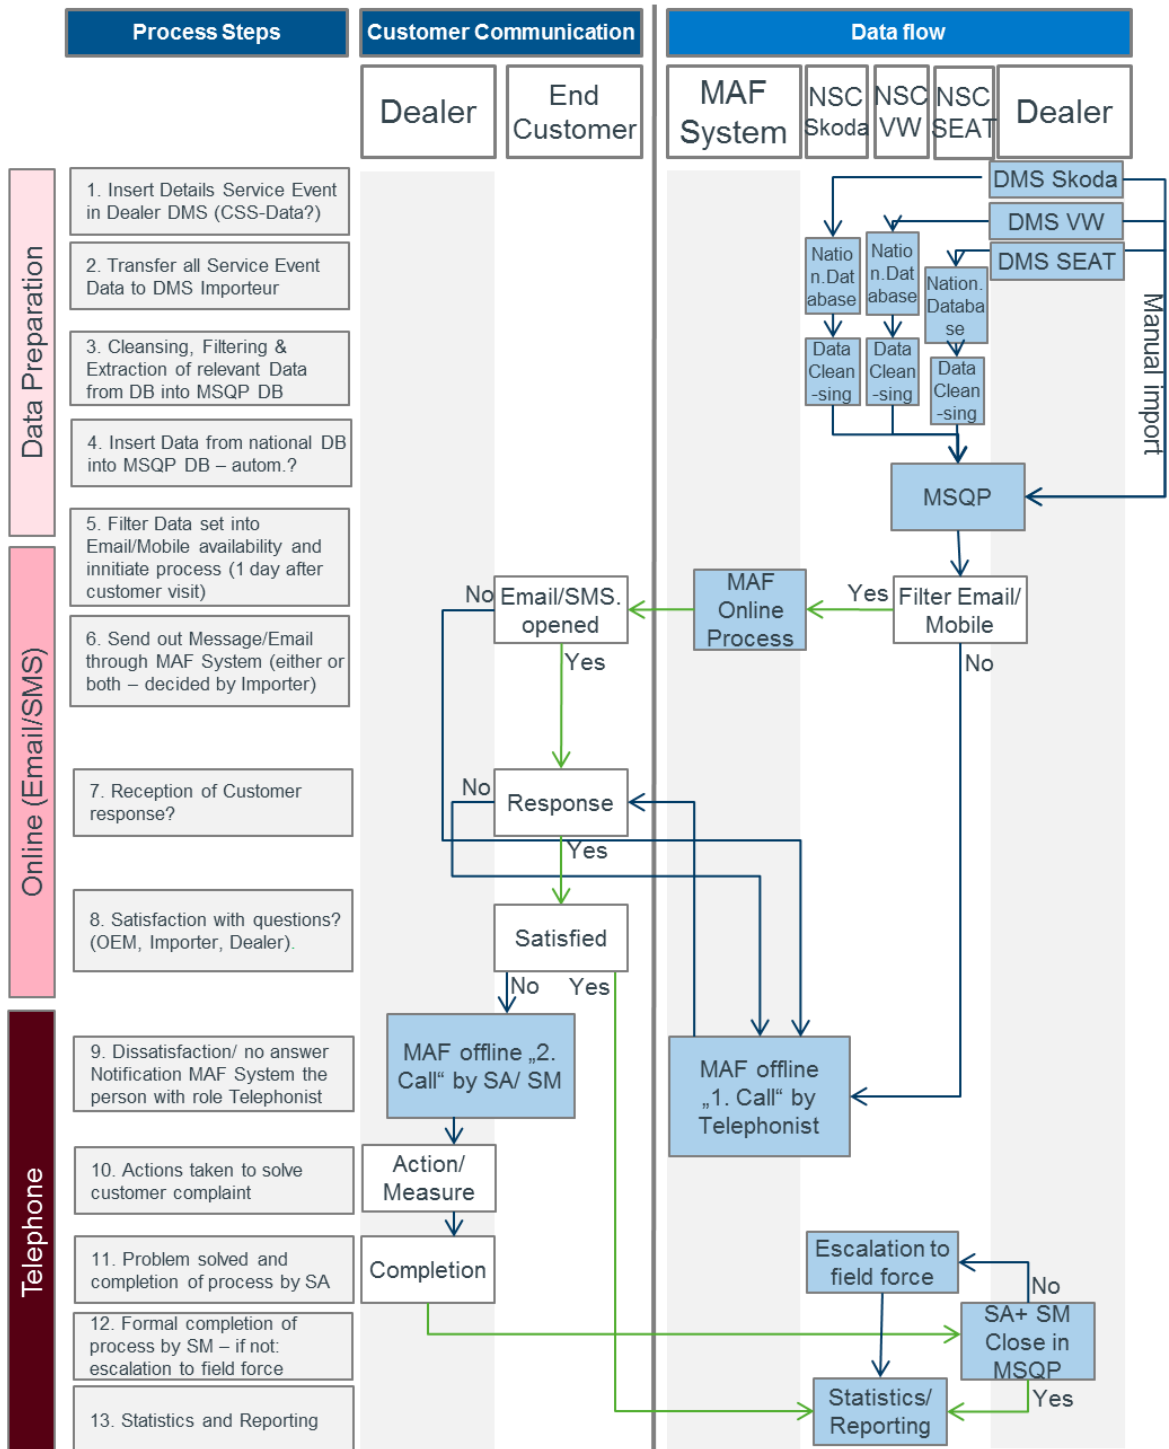 Process Steps
Customer Communication
Data flow
Dealer
End
Customer
MAF
System
NSC
Skoda
NSC
VW
NSC
SEAT
Dealer
Data Preparation
1. Insert Details Service Event
in Dealer DMS (CSS-Data?)
2. Transfer all Service Event
Data to DMS Importeur
3. Cleansing, Filtering &
Extraction of relevant Data
from DB into MSQP DB
4. Insert Data from national DB
into MSQP DB – autom.?
5. Filter Data set into
Email/Mobile availability and
innitiate process (1 day after
customer visit)
DMS Skoda
DMS VW
DMS SEAT
Natio
n.Dat
abase
Natio
n.Dat
abase
Nation.
Databa
se
Data
Clean
-sing
Data
Clean
-sing
Data
Clean
-sing
Manual import
MSQP
Online (Email/SMS)
6. Send out Message/Email
through MAF System (either or
both – decided by Importer)
7. Reception of Customer
response?
8. Satisfaction with questions?
(OEM, Importer, Dealer).
No
Email/SMS.
opened
Yes
MAF
Online
Process
Yes
Filter Email/
Mobile
No
No
Response
Yes
Satisfied
No
Yes
Telephone
9. Dissatisfaction/ no answer
Notification MAF System the
person with role Telephonist
10. Actions taken to solve
customer complaint
11. Problem solved and
completion of process by SA
12. Formal completion of
process by SM – if not:
escalation to field force
13. Statistics and Reporting
MAF offline „2.
Call“ by SA/ SM
MAF offline
„1. Call“ by
Telephonist
Action/
Measure
Completion
Escalation to
field force
No
SA+ SM
Close in
MSQP
Yes
Statistics/
Reporting